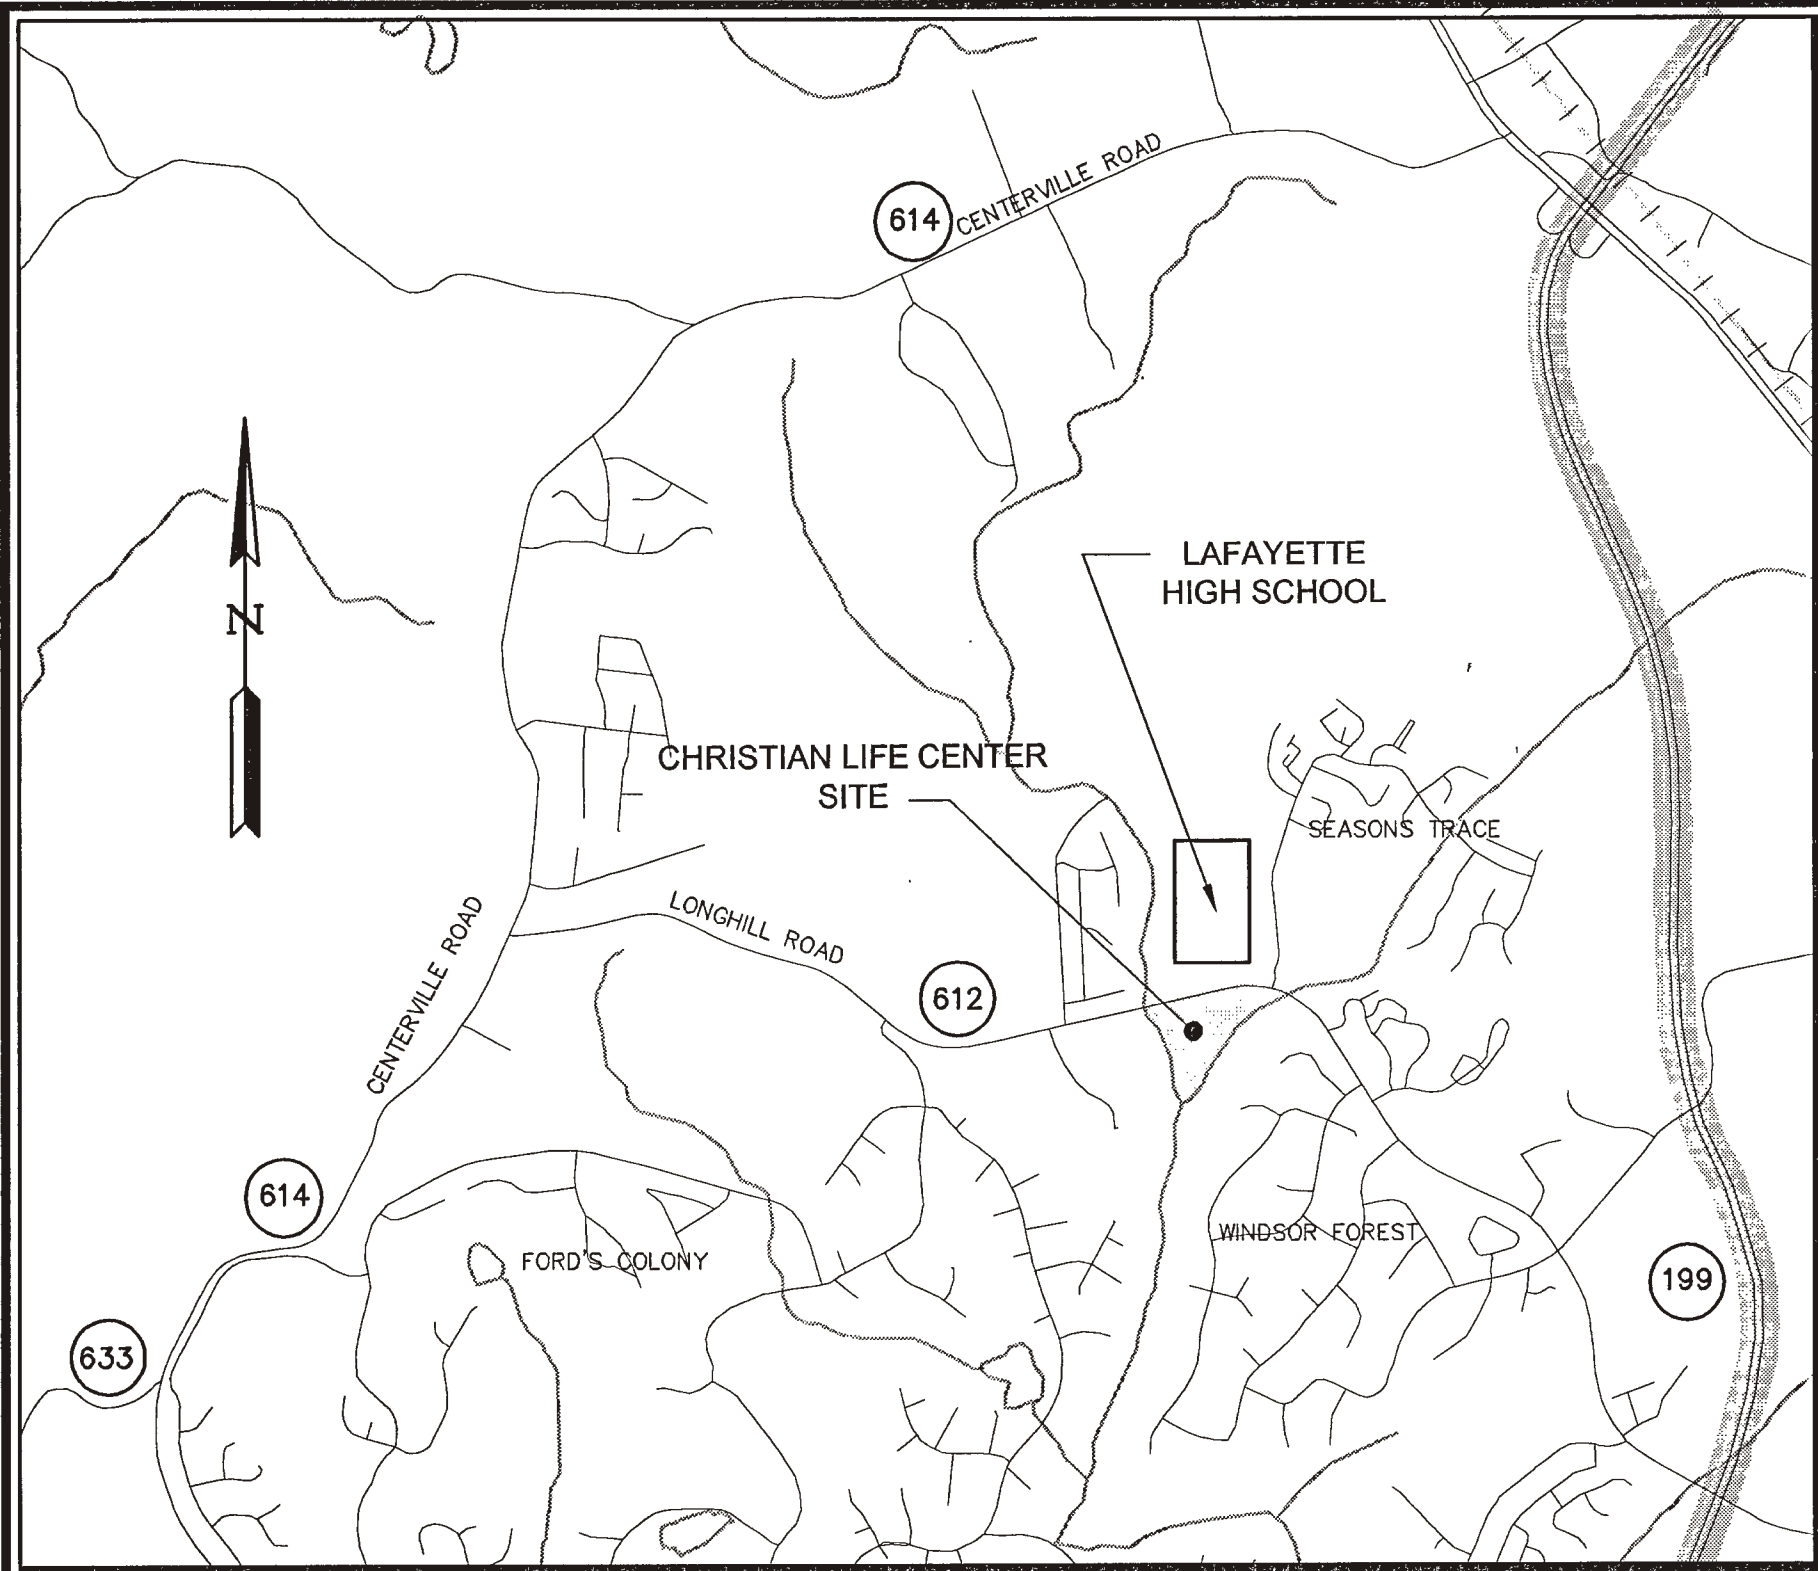 614
CENTERVILLE ROAD
LAFAYETTE
HIGH SCHOOL
N
CHRISTIAN LIFE CENTER
SITE
SEASONS TRACE
LONGHILL ROAD
CENTERVILLE ROAD
612
614
WINDSOR FOREST
FORD'S COLONY
199
633